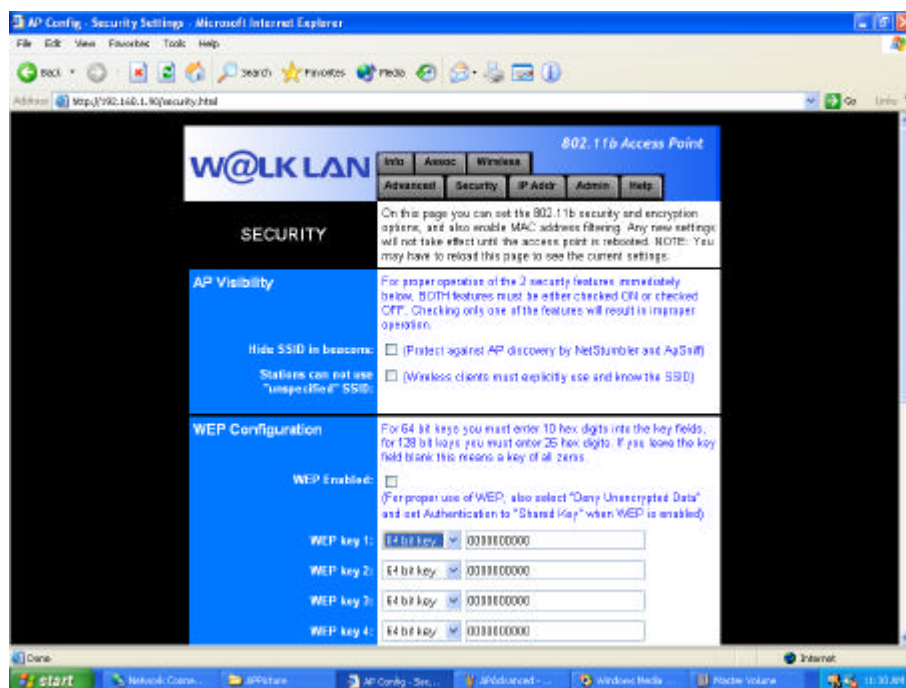 AP Config - Security Settings - Microsoft Internet Explorer
File Edit View Favorites Tools Help
Back Search Favorites Media
Address http://192.168.1.90/security.html Go Links
802.11b Access Point
W@LK LAN
Info Assoc Wireless
Advanced Security IP Addr Admin Help
SECURITY
On this page you can set the 802.11b security and encryption
options, and also enable MAC address filtering. Any new settings
will not take effect until the access point is rebooted. NOTE: You
may have to reload this page to see the current settings.
AP Visibility
For proper operation of the 2 security features immediately
below, BOTH features must be either checked ON or checked
OFF. Checking only one of the features will result in improper
operation.
Hide SSID in beacons: (Protect against AP discovery by NetStumbler and ApSniff)
Stations can not use "unspecified" SSID: (Wireless clients must explicitly use and know the SSID)
WEP Configuration
For 64 bit keys you must enter 10 hex digits into the key fields,
for 128 bit keys you must enter 26 hex digits. If you leave the key
field blank this means a key of all zeros.
WEP Enabled:
(For proper use of WEP, also select "Deny Unencrypted Data"
and set Authentication to "Shared Key" when WEP is enabled)
WEP key 1: 64 bit key 0000000000
WEP key 2: 64 bit key 0000000000
WEP key 3: 64 bit key 0000000000
WEP key 4: 64 bit key 0000000000
Done Internet
start Network Conne... APPicture AP Config - Sec... APAdvanced - ... Windows Media ... Master Volume 11:30 AM